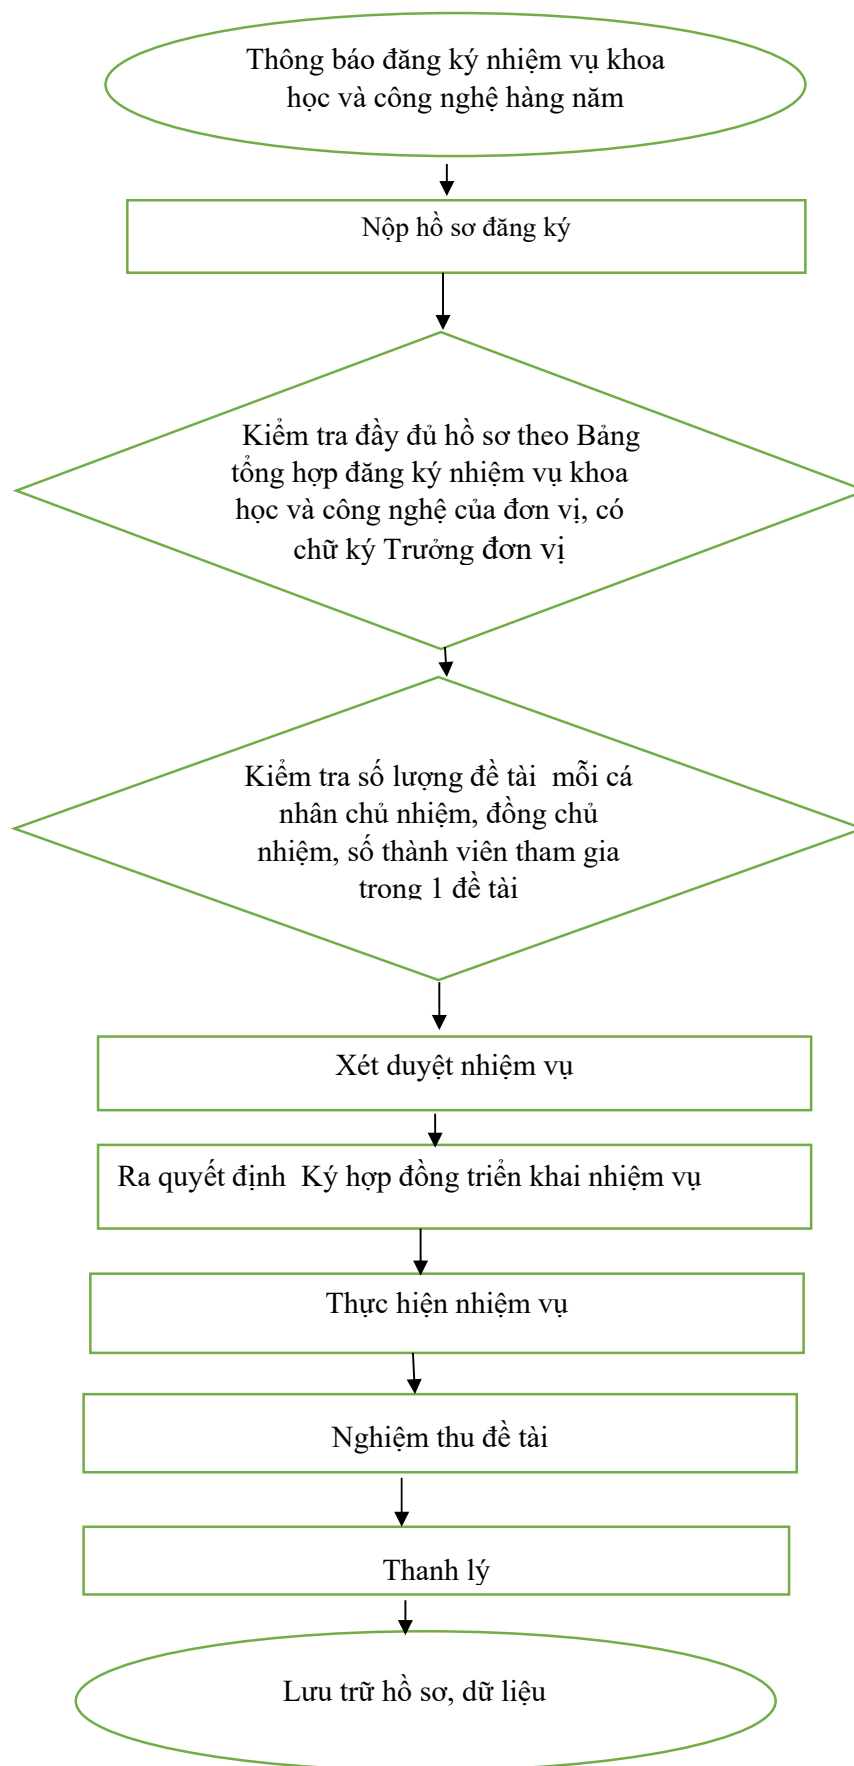 Thông báo đăng ký nhiệm vụ khoa
học và công nghệ hàng năm
Nộp hồ sơ đăng ký
Kiểm tra đầy đủ hồ sơ theo Bảng
tổng hợp đăng ký nhiệm vụ khoa
học và công nghệ của đơn vị, có
chữ ký Trưởng đơn vị
Kiểm tra số lượng đề tài mỗi cá
nhân chủ nhiệm, đồng chủ
nhiệm, số thành viên tham gia
trong 1 đề tài
Xét duyệt nhiệm vụ
Ra quyết định Ký hợp đồng triển khai nhiệm vụ
Thực hiện nhiệm vụ
Nghiệm thu đề tài
Thanh lý
Lưu trữ hồ sơ, dữ liệu